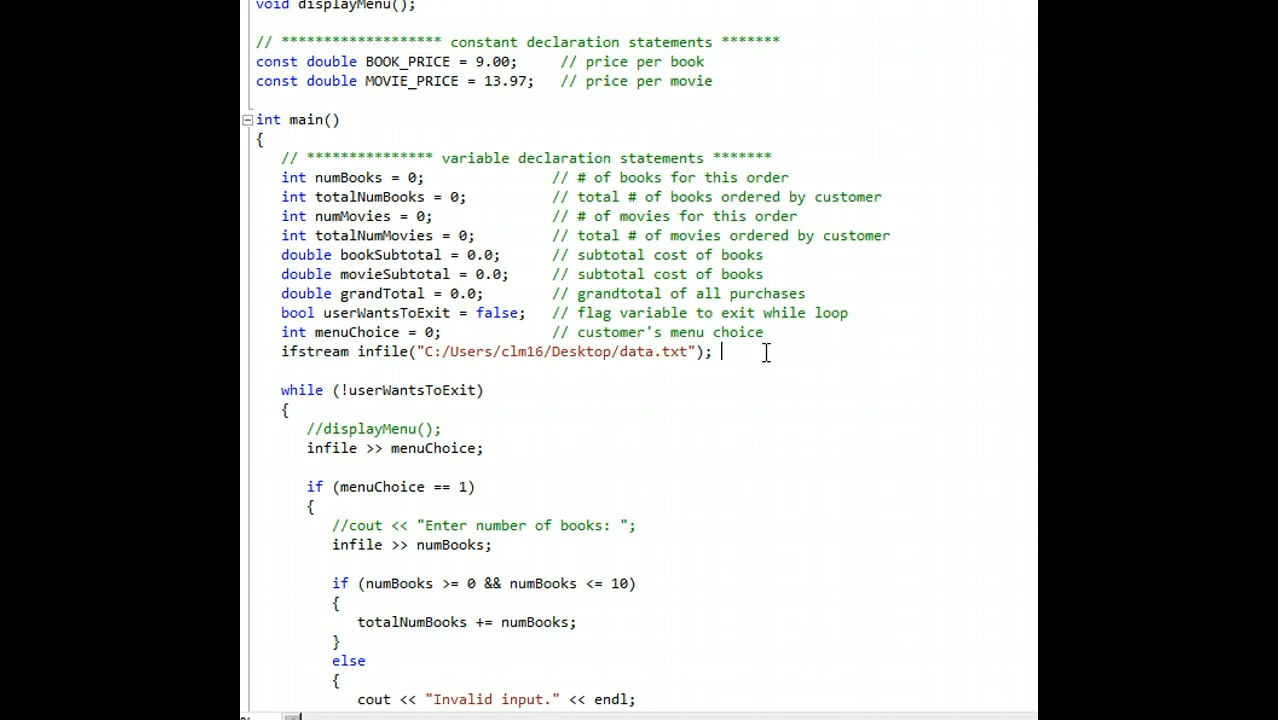 void displayMenu();
// ******************* constant declaration statements *******
const double BOOK_PRICE = 9.00;     // price per book
const double MOVIE_PRICE = 13.97;   // price per movie
int main()
{
   // *************** variable declaration statements *******
   int numBooks = 0;               // # of books for this order
   int totalNumBooks = 0;          // total # of books ordered by customer
   int numMovies = 0;              // # of movies for this order
   int totalNumMovies = 0;         // total # of movies ordered by customer
   double bookSubtotal = 0.0;      // subtotal cost of books
   double movieSubtotal = 0.0;     // subtotal cost of books
   double grandTotal = 0.0;        // grandtotal of all purchases
   bool userWantsToExit = false;   // flag variable to exit while loop
   int menuChoice = 0;             // customer's menu choice
   ifstream infile("C:/Users/clm16/Desktop/data.txt");
   while (!userWantsToExit)
   {
      //displayMenu();
      infile >> menuChoice;
      if (menuChoice == 1)
      {
         //cout << "Enter number of books: ";
         infile >> numBooks;
         if (numBooks >= 0 && numBooks <= 10)
         {
            totalNumBooks += numBooks;
         }
         else
         {
            cout << "Invalid input." << endl;